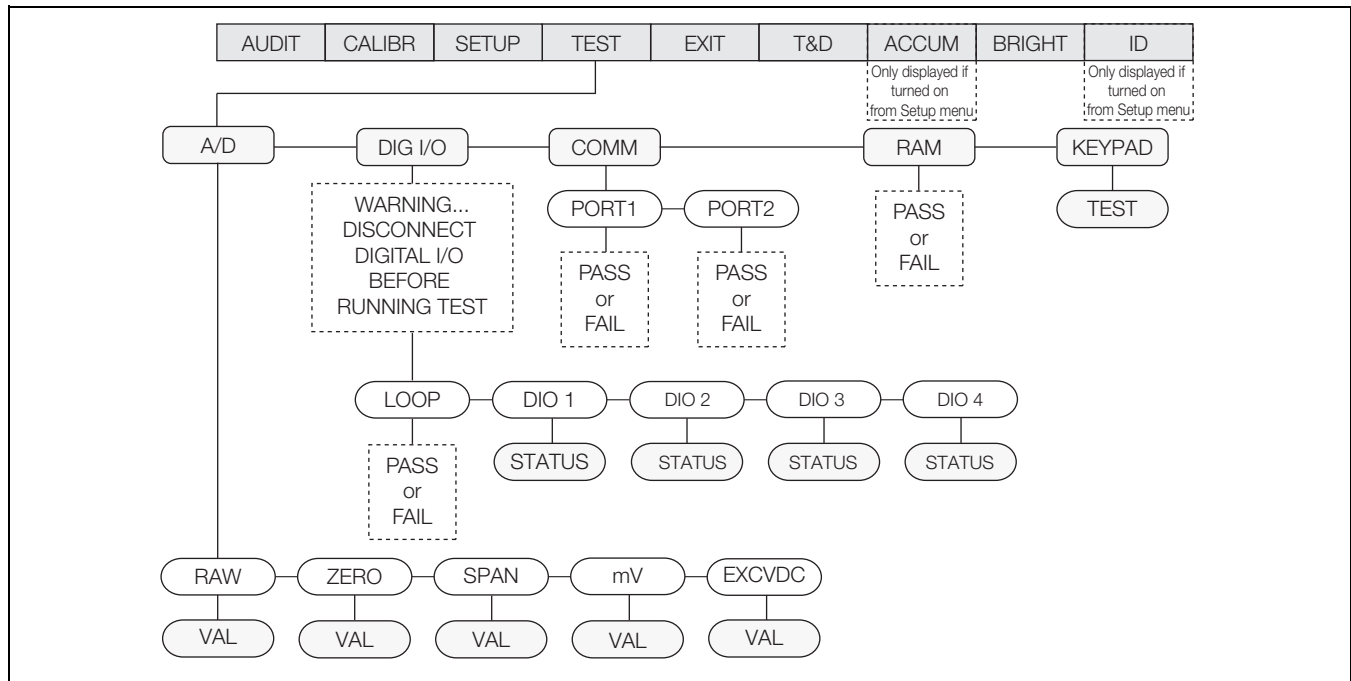 AUDIT CALIBR SETUP TEST EXIT T&D ACCUM BRIGHT ID
Only displayed if
turned on
from Setup menu
Only displayed if
turned on
from Setup menu
A/D DIG I/O COMM RAM KEYPAD
WARNING...
DISCONNECT
DIGITAL I/O
BEFORE
RUNNING TEST
PORT1 PORT2
PASS
or
FAIL
PASS
or
FAIL
PASS
or
FAIL
TEST
LOOP DIO 1 DIO 2 DIO 3 DIO 4
PASS
or
FAIL
STATUS STATUS STATUS STATUS
RAW ZERO SPAN mV EXCVDC
VAL VAL VAL VAL VAL